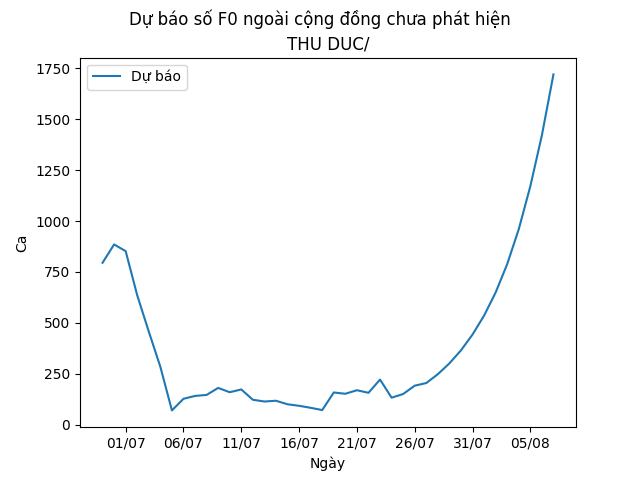 Dự báo số F0 ngoài cộng đồng chưa phát hiện
THU DUC/
Dự báo
1750
1500
1250
1000
750
500
250
0
Ca
01/07 06/07 11/07 16/07 21/07 26/07 31/07 05/08
Ngày